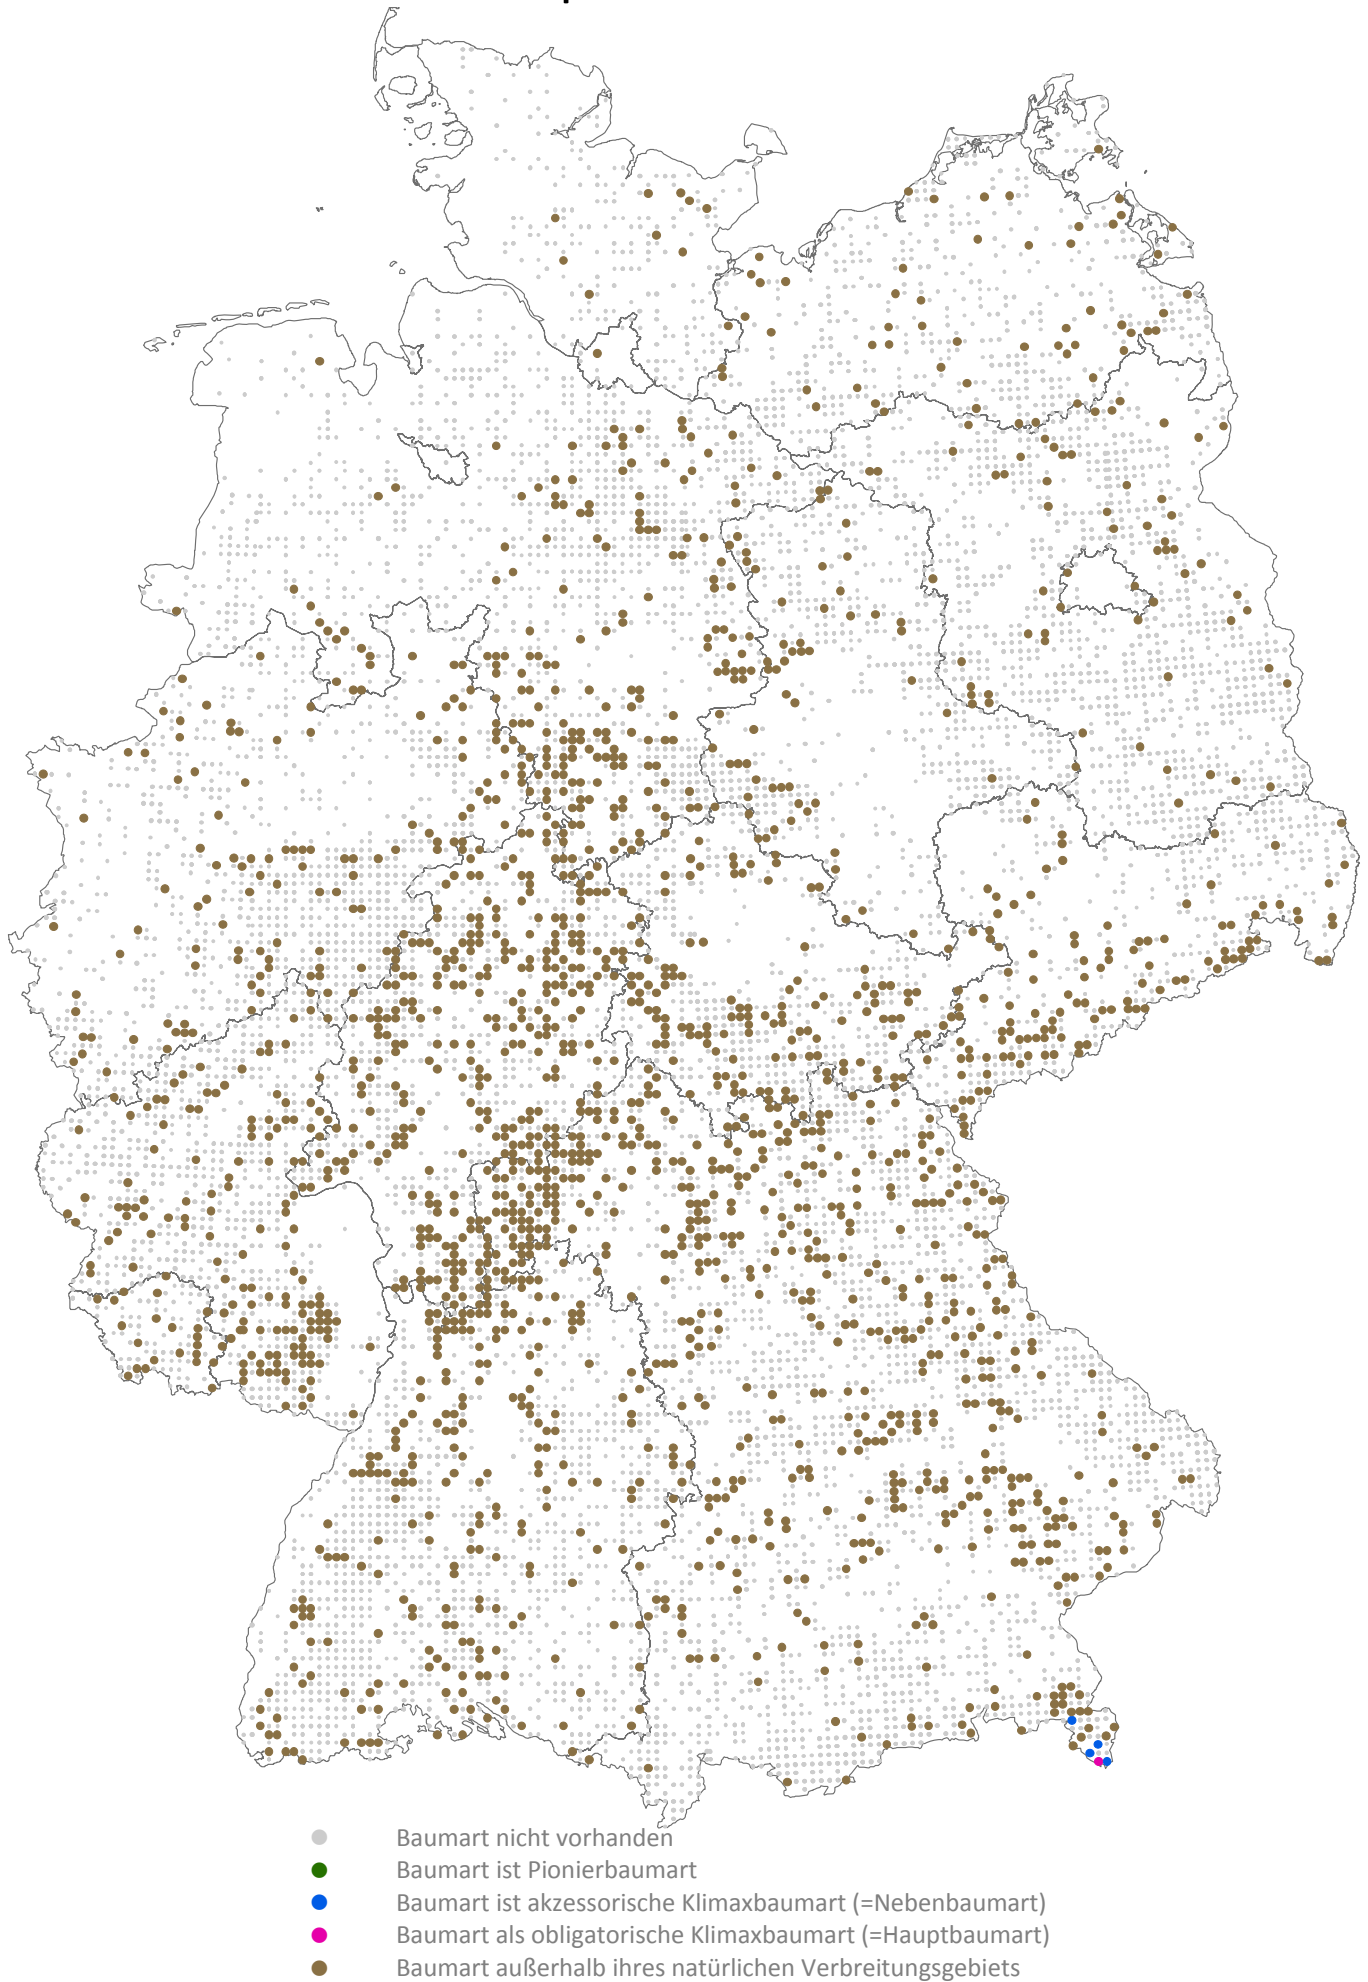 Baumart nicht vorhanden
Baumart ist Pionierbaumart
Baumart ist akzessorische Klimaxbaumart (=Nebenbaumart)
Baumart als obligatorische Klimaxbaumart (=Hauptbaumart)
Baumart außerhalb ihres natürlichen Verbreitungsgebiets